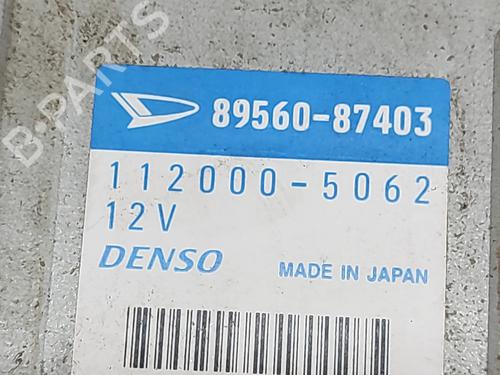 B-PARTS
89560-87403
112000-5062
12V
DENSO
MADE IN JAPAN